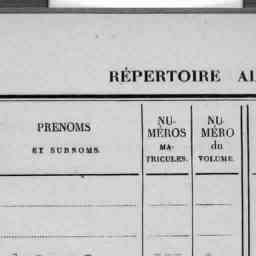 RÉPERTOIRE
PRENOMS
ET SURNOMS.
NU-
MÉROS
MA-
TRICULES.
NU-
MÉRO
du
VOLUME.